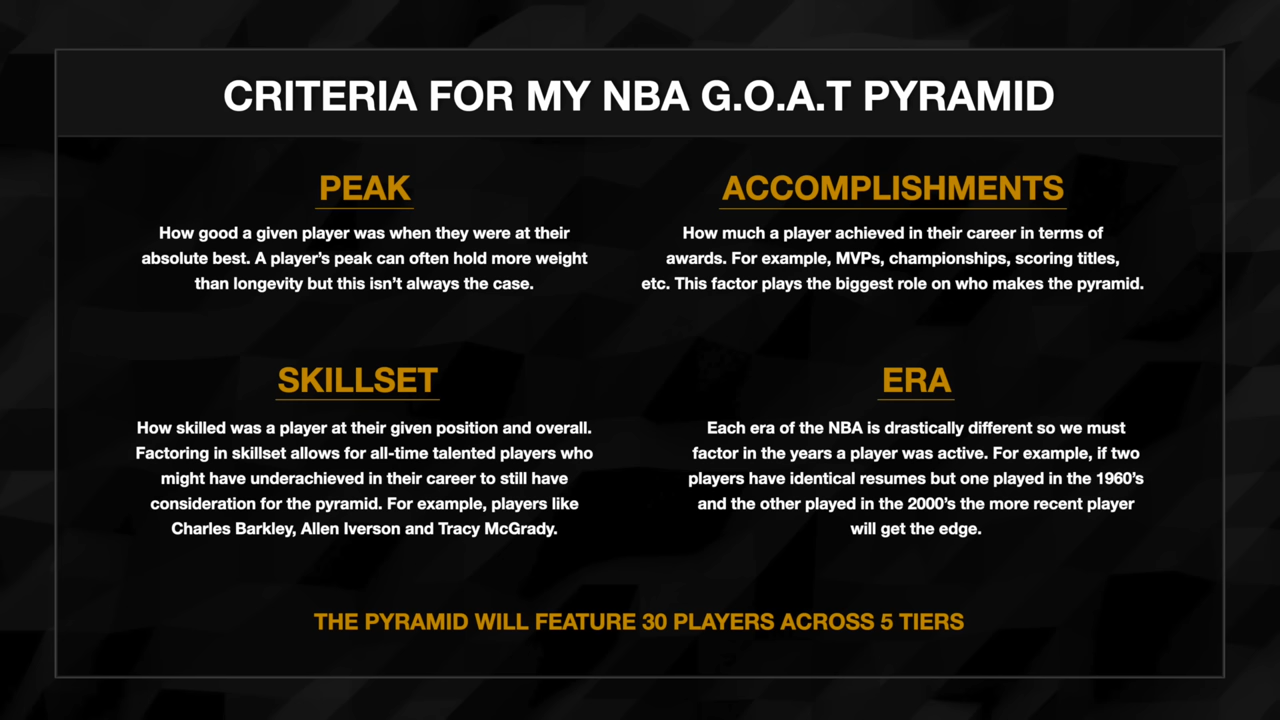 CRITERIA FOR MY NBA G.O.A.T PYRAMID
PEAK
How good a given player was when they were at their
absolute best. A player’s peak can often hold more weight
than longevity but this isn’t always the case.
ACCOMPLISHMENTS
How much a player achieved in their career in terms of
awards. For example, MVPs, championships, scoring titles,
etc. This factor plays the biggest role on who makes the pyramid.
SKILLSET
How skilled was a player at their given position and overall.
Factoring in skillset allows for all-time talented players who
might have underachieved in their career to still have
consideration for the pyramid. For example, players like
Charles Barkley, Allen Iverson and Tracy McGrady.
ERA
Each era of the NBA is drastically different so we must
factor in the years a player was active. For example, if two
players have identical resumes but one played in the 1960’s
and the other played in the 2000’s the more recent player
will get the edge.
THE PYRAMID WILL FEATURE 30 PLAYERS ACROSS 5 TIERS